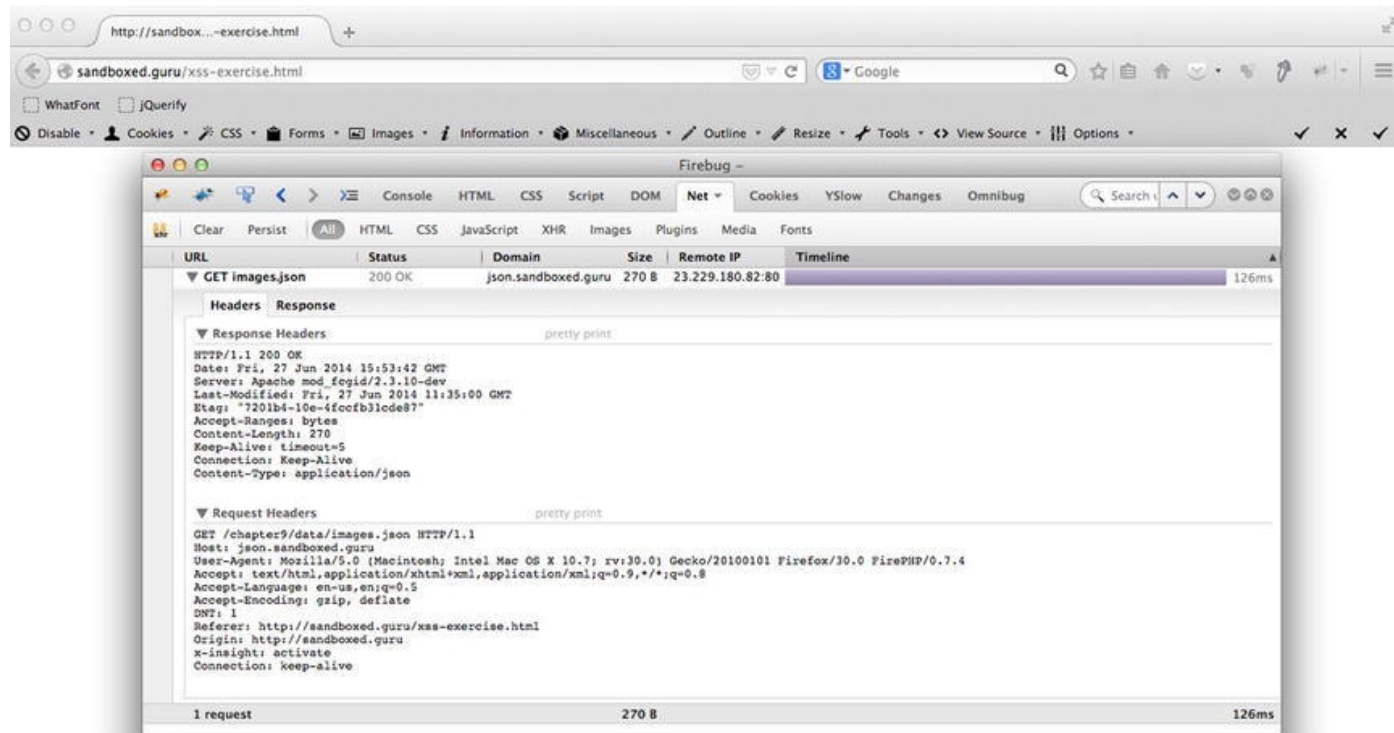 http://sandbox...-exercise.html
sandboxed.guru/xss-exercise.html
Google
WhatFont jQuerify
Disable Cookies CSS Forms Images Information Miscellaneous Outline Resize Tools View Source Options
Firebug –
Console HTML CSS Script DOM Net Cookies YSlow Changes Omnibug Search
Clear Persist All HTML CSS JavaScript XHR Images Plugins Media Fonts
URL Status Domain Size Remote IP Timeline
GET images.json 200 OK json.sandboxed.guru 270 B 23.229.180.82:80 126ms
Headers Response
Response Headers pretty print
HTTP/1.1 200 OK
Date: Fri, 27 Jun 2014 15:53:42 GMT
Server: Apache mod_fcgid/2.3.10-dev
Last-Modified: Fri, 27 Jun 2014 11:35:00 GMT
Etag: "7201b4-10e-4fccfb31cde87"
Accept-Ranges: bytes
Content-Length: 270
Keep-Alive: timeout=5
Connection: Keep-Alive
Content-Type: application/json
Request Headers pretty print
GET /chapter9/data/images.json HTTP/1.1
Host: json.sandboxed.guru
User-Agent: Mozilla/5.0 (Macintosh; Intel Mac OS X 10.7; rv:30.0) Gecko/20100101 Firefox/30.0 FirePHP/0.7.4
Accept: text/html,application/xhtml+xml,application/xml;q=0.9,*/*;q=0.8
Accept-Language: en-us,en;q=0.5
Accept-Encoding: gzip, deflate
DNT: 1
Referer: http://sandboxed.guru/xss-exercise.html
Origin: http://sandboxed.guru
x-insight: activate
Connection: keep-alive
1 request 270 B 126ms